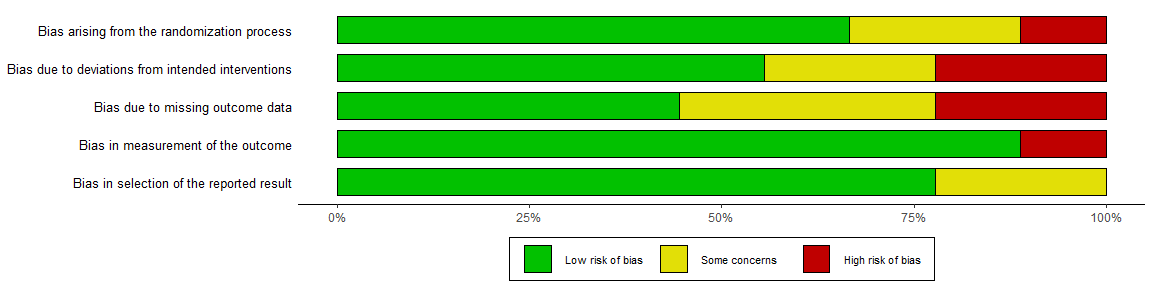 Bias arising from the randomization process
Bias due to deviations from intended interventions
Bias due to missing outcome data
Bias in measurement of the outcome
Bias in selection of the reported result
0% 25% 50% 75% 100%
Low risk of bias Some concerns High risk of bias